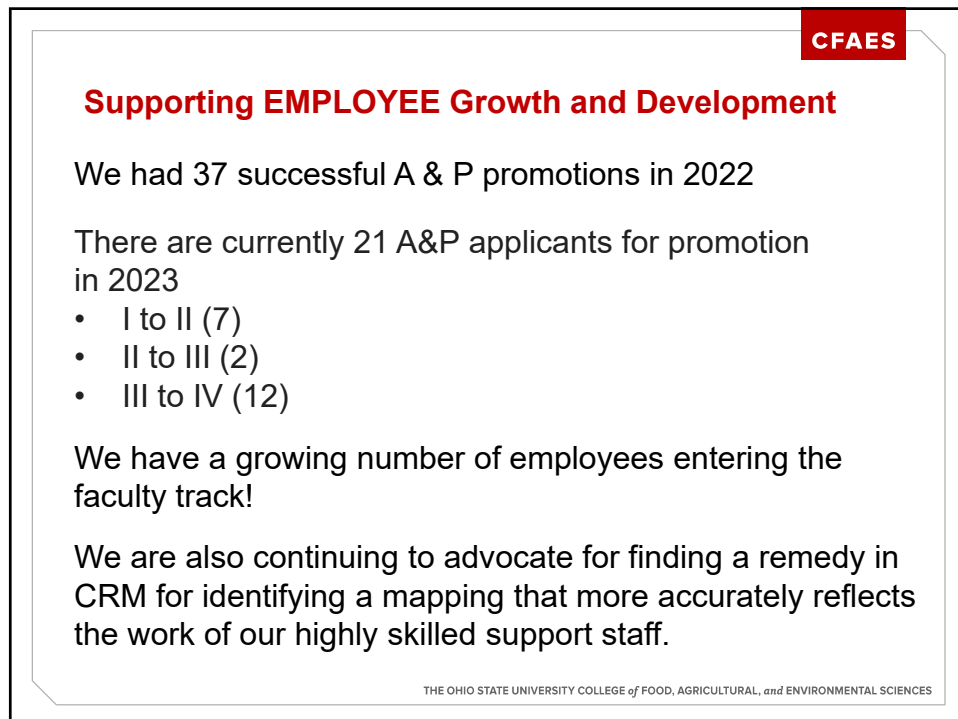 CFAES
Supporting EMPLOYEE Growth and Development
We had 37 successful A & P promotions in 2022
There are currently 21 A&P applicants for promotion
in 2023
• I to II (7)
• II to III (2)
• III to IV (12)
We have a growing number of employees entering the
faculty track!
We are also continuing to advocate for finding a remedy in
CRM for identifying a mapping that more accurately reflects
the work of our highly skilled support staff.
THE OHIO STATE UNIVERSITY COLLEGE of FOOD, AGRICULTURAL, and ENVIRONMENTAL SCIENCES